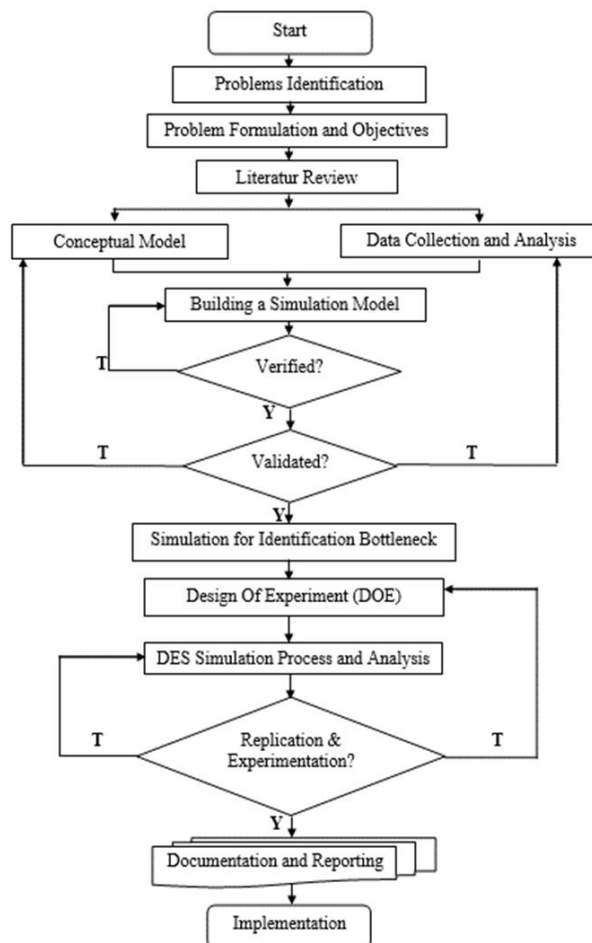 Start
Problems Identification
Problem Formulation and Objectives
Literatur Review
Conceptual Model
Data Collection and Analysis
Building a Simulation Model
T
Verified?
Y
T
Validated?
T
Y
Simulation for Identification Bottleneck
Design Of Experiment (DOE)
DES Simulation Process and Analysis
T
Replication &
Experimentation?
T
Y
Documentation and Reporting
Implementation